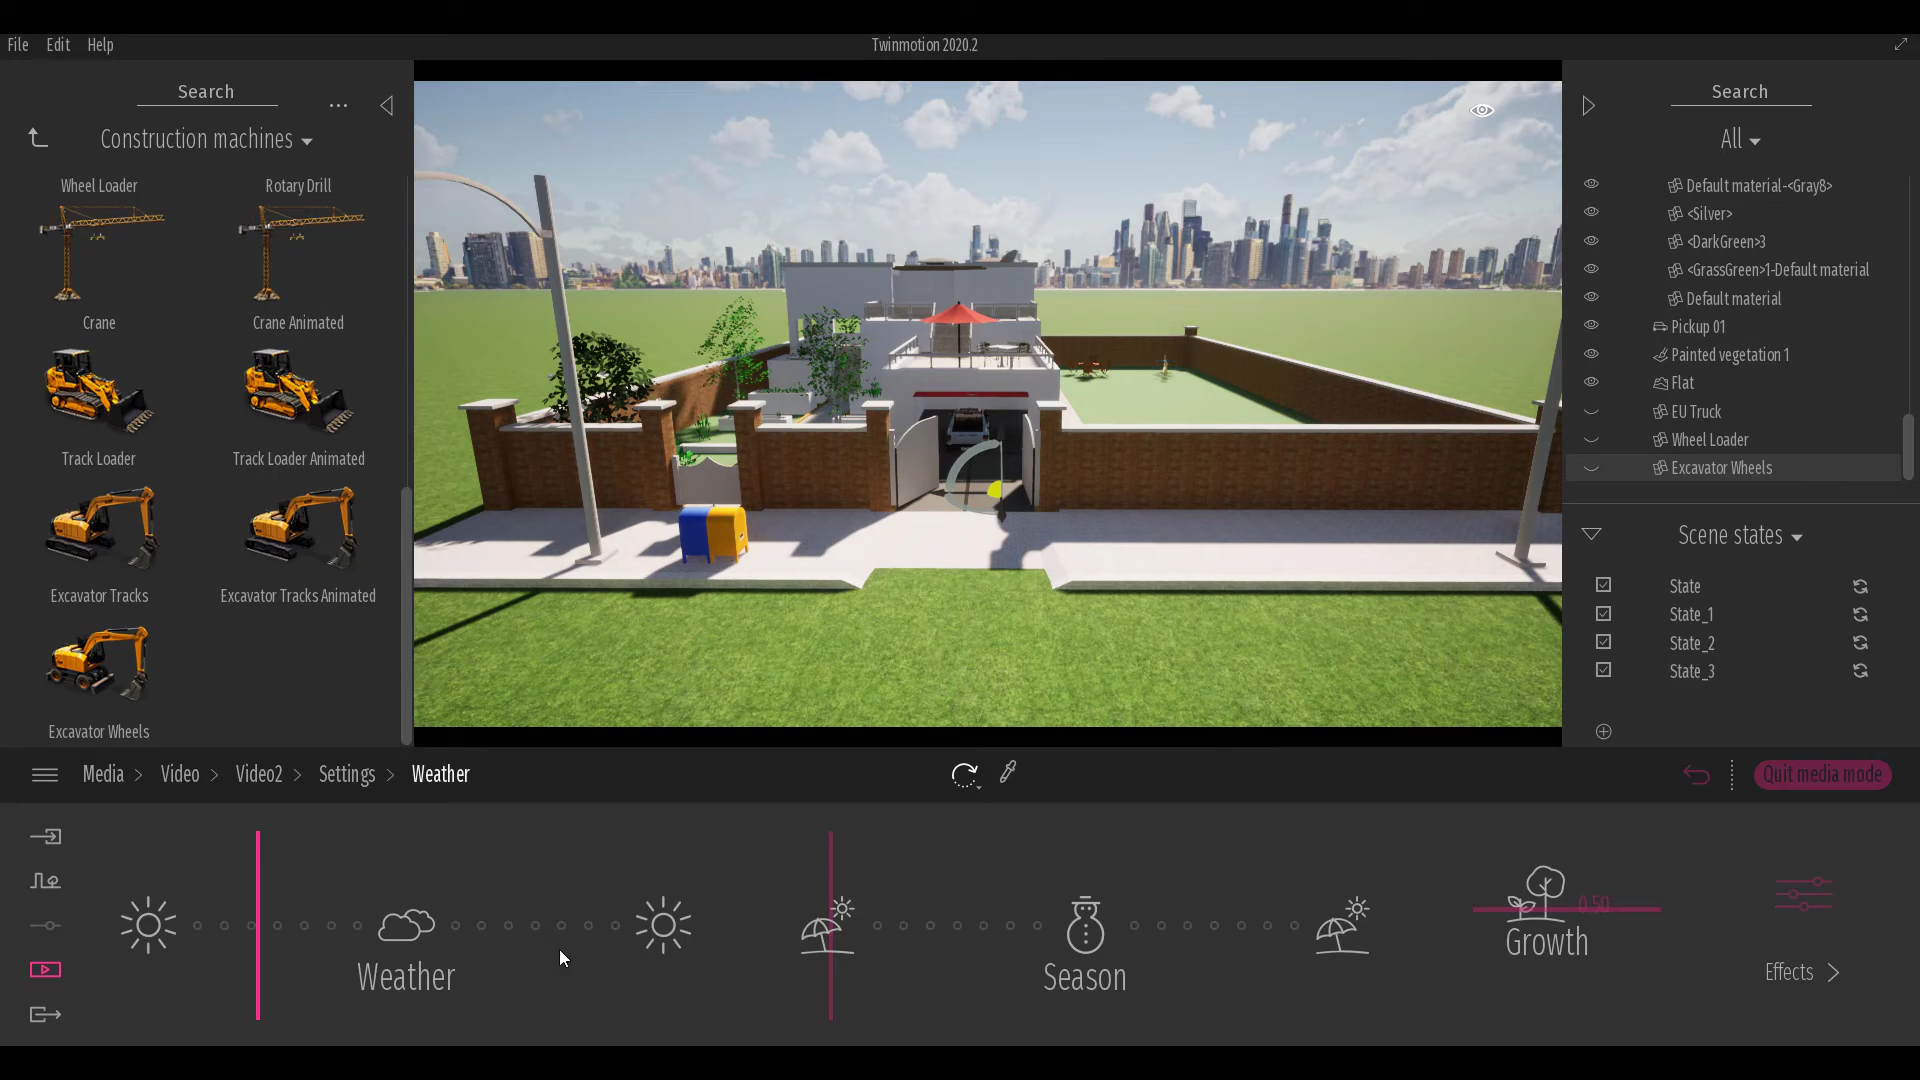 File Edit Help
Twinmotion 2020.2
Search
...
Construction machines
Wheel Loader
Rotary Drill
Crane
Crane Animated
Track Loader
Track Loader Animated
Excavator Tracks
Excavator Tracks Animated
Excavator Wheels
Search
All
Default material-<Gray8>
<Silver>
<DarkGreen>3
<GrassGreen>1-Default material
Default material
Pickup 01
Painted vegetation 1
Flat
EU Truck
Wheel Loader
Excavator Wheels
Scene states
State
State_1
State_2
State_3
Media > Video > Video2 > Settings > Weather
Quit media mode
Weather
Season
0.50
Growth
Effects >